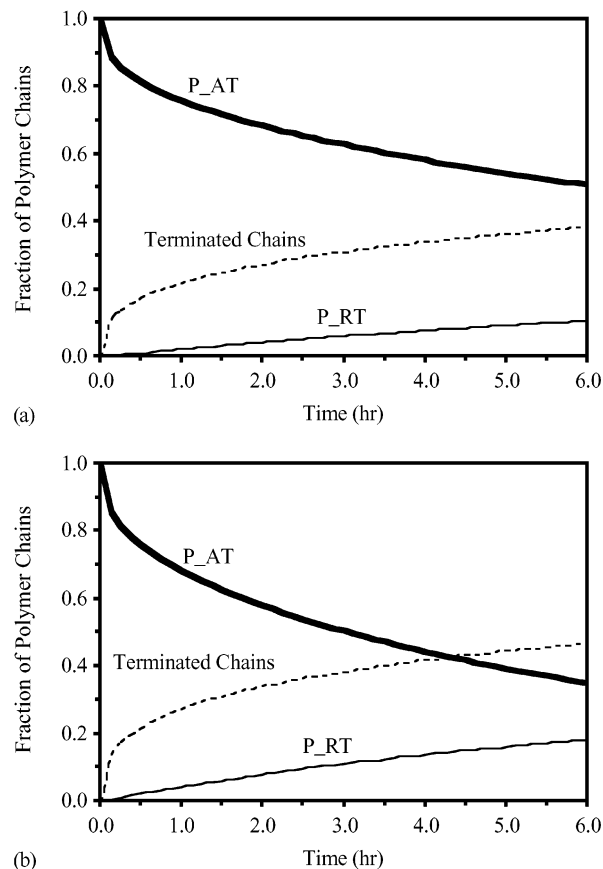 1.0
0.8
0.6
0.4
0.2
0.0
Fraction of Polymer Chains
P_AT
Terminated Chains
P_RT
0.0 1.0 2.0 3.0 4.0 5.0 6.0
Time (hr)
(a)
1.0
0.8
0.6
0.4
0.2
0.0
Fraction of Polymer Chains
P_AT
Terminated Chains
P_RT
0.0 1.0 2.0 3.0 4.0 5.0 6.0
Time (hr)
(b)